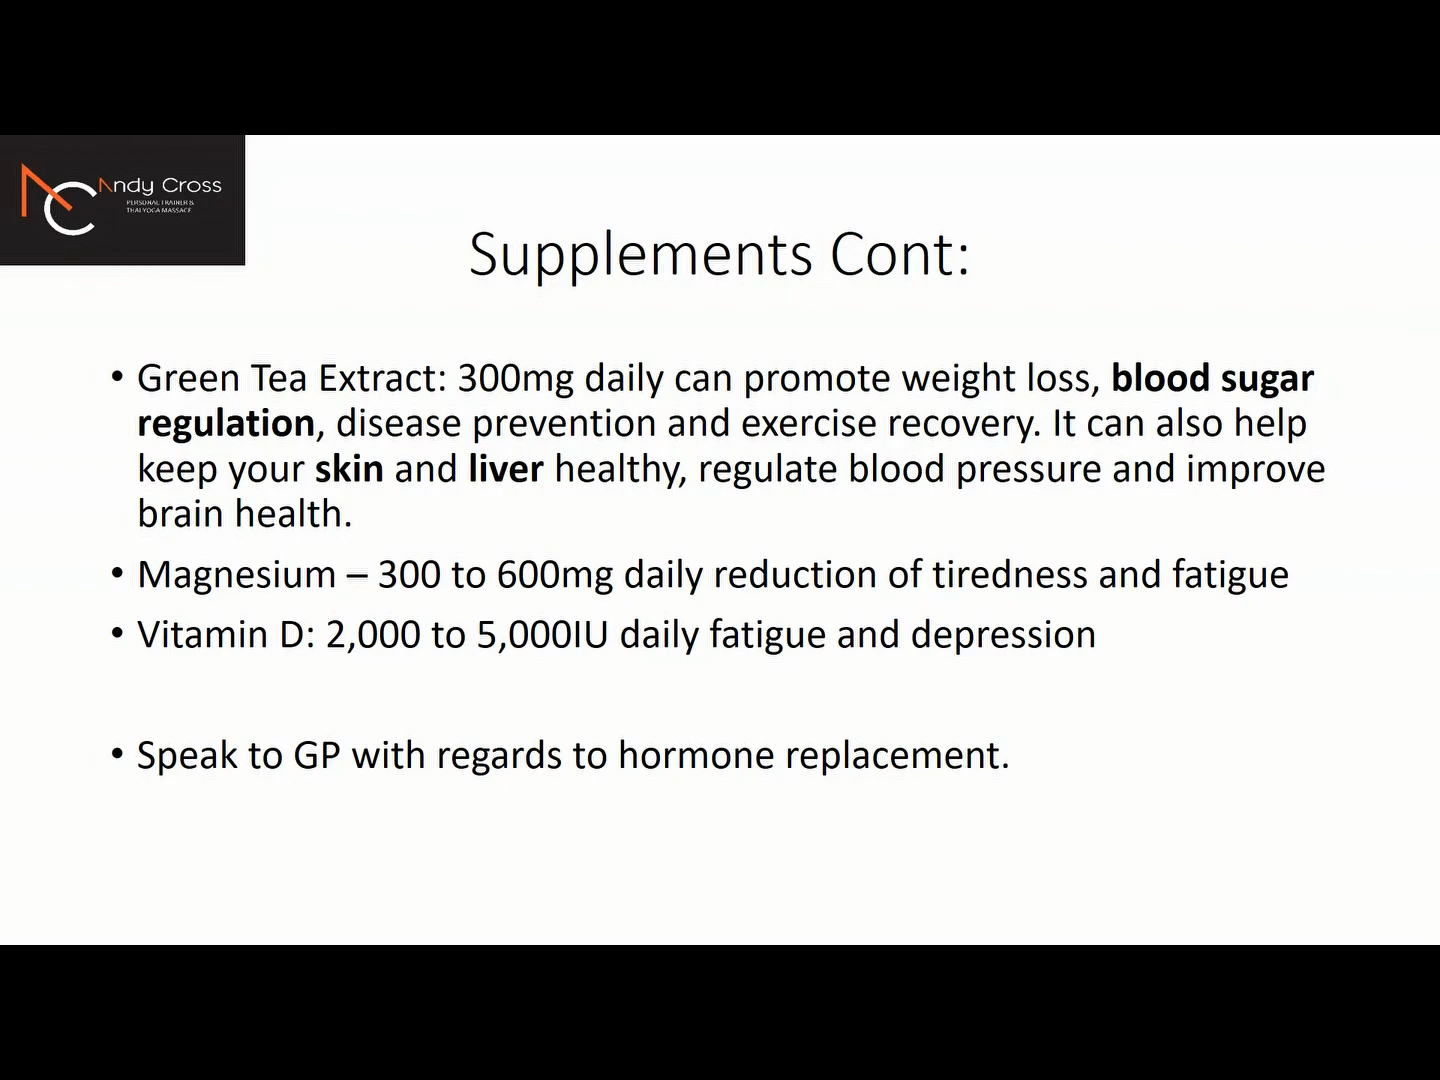 Andy Cross
PERSONAL TRAINER &
THAI YOGA MASSAGE
Supplements Cont:
• Green Tea Extract: 300mg daily can promote weight loss, blood sugar
regulation, disease prevention and exercise recovery. It can also help
keep your skin and liver healthy, regulate blood pressure and improve
brain health.
• Magnesium – 300 to 600mg daily reduction of tiredness and fatigue
• Vitamin D: 2,000 to 5,000IU daily fatigue and depression
• Speak to GP with regards to hormone replacement.